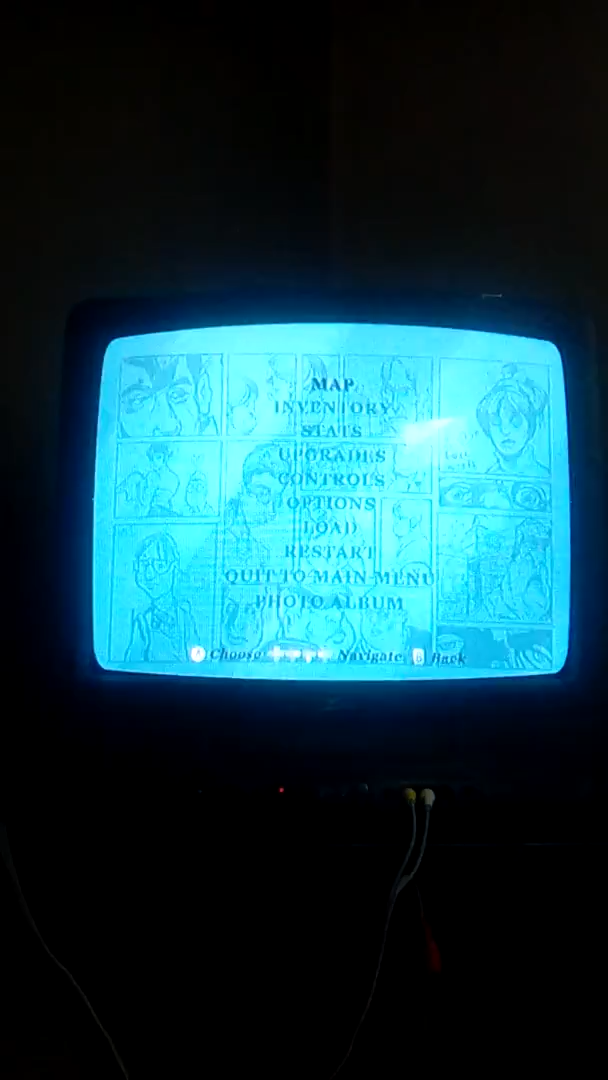 MAP
INVENTORY
STATS
UPGRADES
CONTROLS
OPTIONS
LOAD
RESTART
QUIT TO MAIN MENU
PHOTO ALBUM
Choose Navigate Back